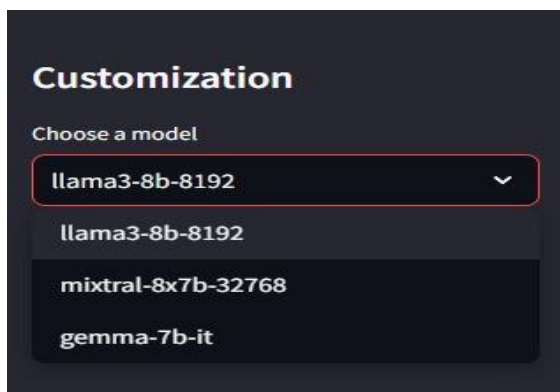 Customization
Choose a model
llama3-8b-8192
llama3-8b-8192
mixtral-8x7b-32768
gemma-7b-it